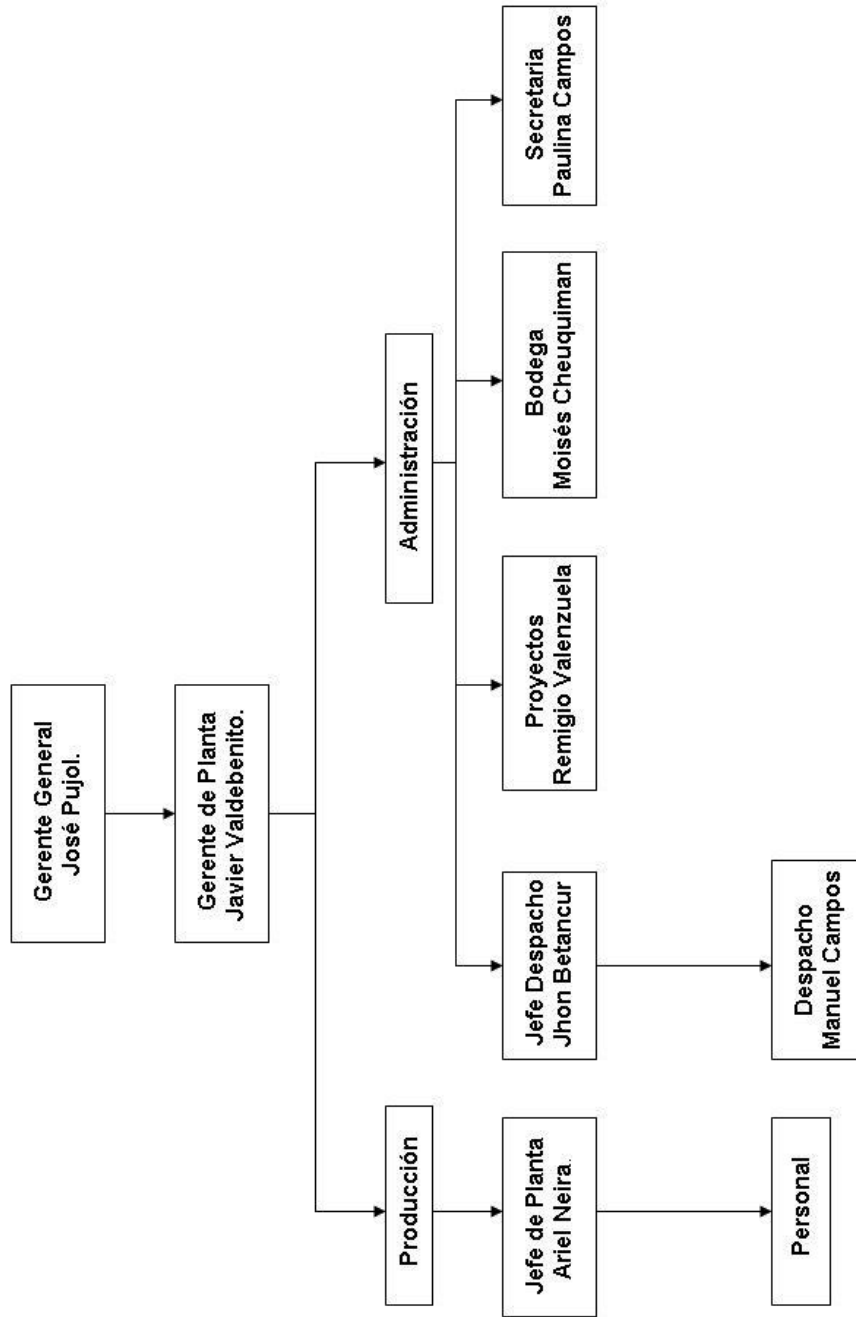 Gerente General
José Pujol.
Gerente de Planta
Javier Valdebenito.
Producción
Administración
Jefe de Planta
Ariel Neira.
Jefe Despacho
Jhon Betancur
Proyectos
Remigio Valenzuela
Bodega
Moisés Cheuquiman
Secretaria
Paulina Campos
Personal
Despacho
Manuel Campos